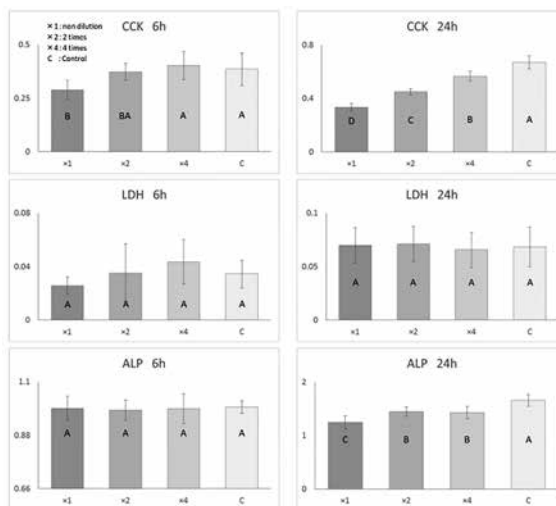 CCK 6h
× 1 : non dilution
× 2 : 2 times
× 4 : 4 times
C : Control
0.5
0.25
0
B
BA
A
A
×1
×2
×4
C
CCK 24h
0.8
0.4
0
D
C
B
A
×1
×2
×4
C
LDH 6h
0.08
0.04
0
A
A
A
A
×1
×2
×4
C
LDH 24h
0.1
0.05
0
A
A
A
A
×1
×2
×4
C
ALP 6h
1.1
0.88
0.66
A
A
A
A
×1
×2
×4
C
ALP 24h
2
1
0
C
B
B
A
×1
×2
×4
C